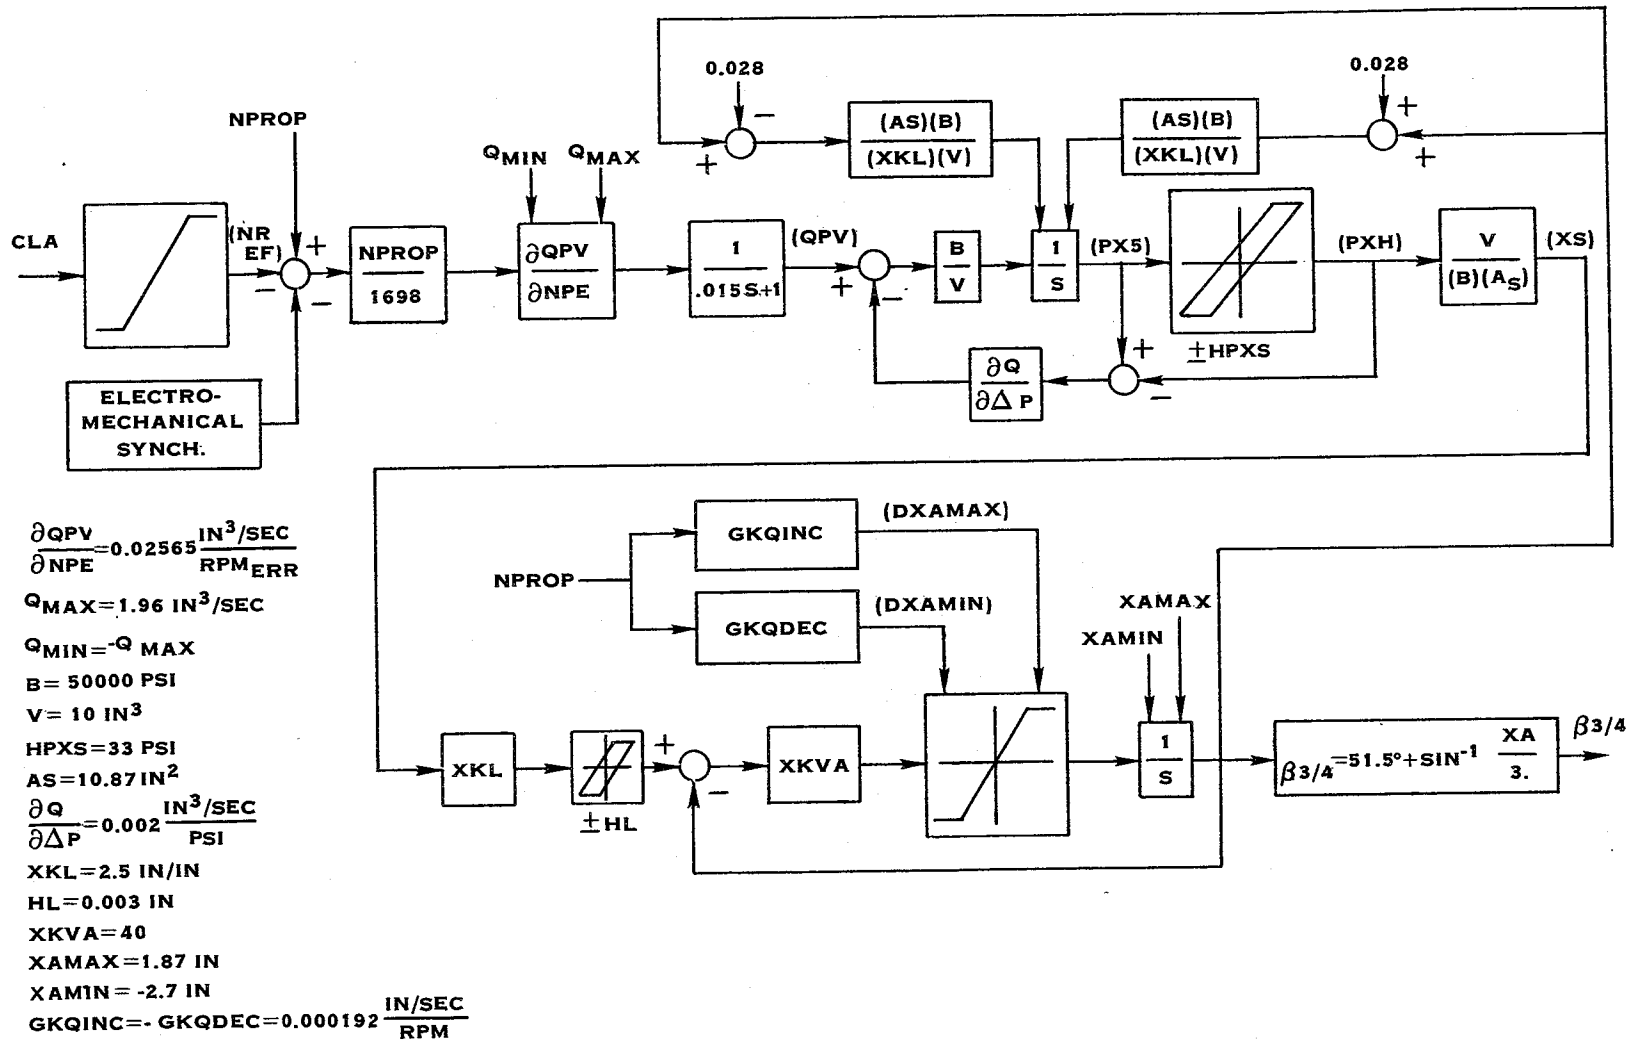 0.028
−
+
(AS)(B)
(XKL)(V)
(AS)(B)
(XKL)(V)
0.028
+
+
NPROP
QMIN
QMAX
CLA
(NR
EF)
+
−
−
NPROP
1698
∂QPV
∂NPE
1
.015S+1
(QPV)
+
−
B
V
1
S
(PX5)
±HPXS
(PXH)
V
(B)(AS)
(XS)
∂Q
∂Δ P
+
−
ELECTRO-
MECHANICAL
SYNCH.
∂QPV
∂NPE
=0.02565
IN³/SEC
RPMERR
QMAX=1.96 IN³/SEC
QMIN=-Q MAX
B= 50000 PSI
V= 10 IN³
HPXS=33 PSI
AS=10.87 IN²
∂Q
∂Δ P
=0.002
IN³/SEC
PSI
XKL=2.5 IN/IN
HL=0.003 IN
XKVA=40
XAMAX=1.87 IN
XAMIN= -2.7 IN
GKQINC=- GKQDEC=0.000192
IN/SEC
RPM
NPROP
GKQINC
(DXAMAX)
GKQDEC
(DXAMIN)
XAMAX
XAMIN
XKL
±HL
+
−
XKVA
1
S
β3/4=51.5°+SIN⁻¹
XA
3.
β3/4